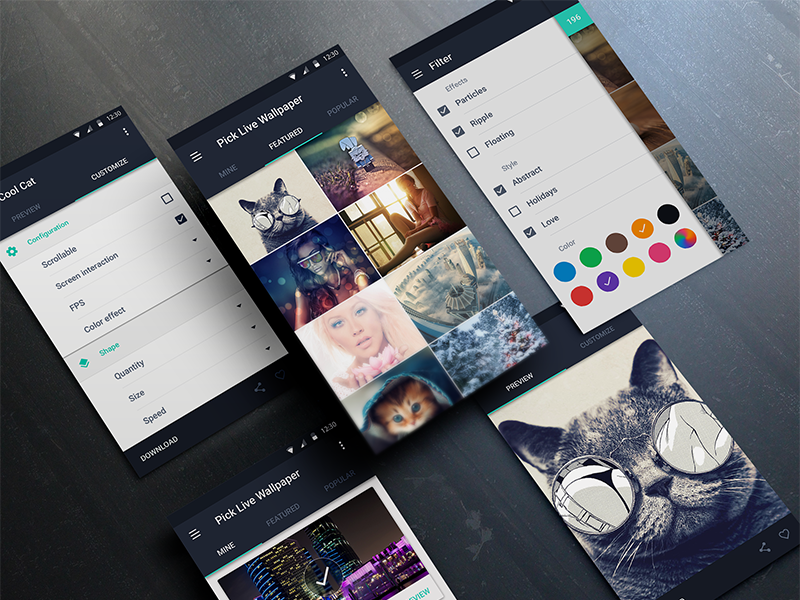 12:30
Cool Cat
PREVIEW
CUSTOMIZE
Configuration
Scrollable
Screen interaction
FPS
Color effect
Shape
Quantity
Size
Speed
DOWNLOAD
12:30
Pick Live Wallpaper
MINE
FEATURED
POPULAR
Filter
196
Effects
Particles
Ripple
Floating
Style
Abstract
Holidays
Love
Color
12:30
Pick Live Wallpaper
MINE
FEATURED
POPULAR
PREVIEW
CUSTOMIZE